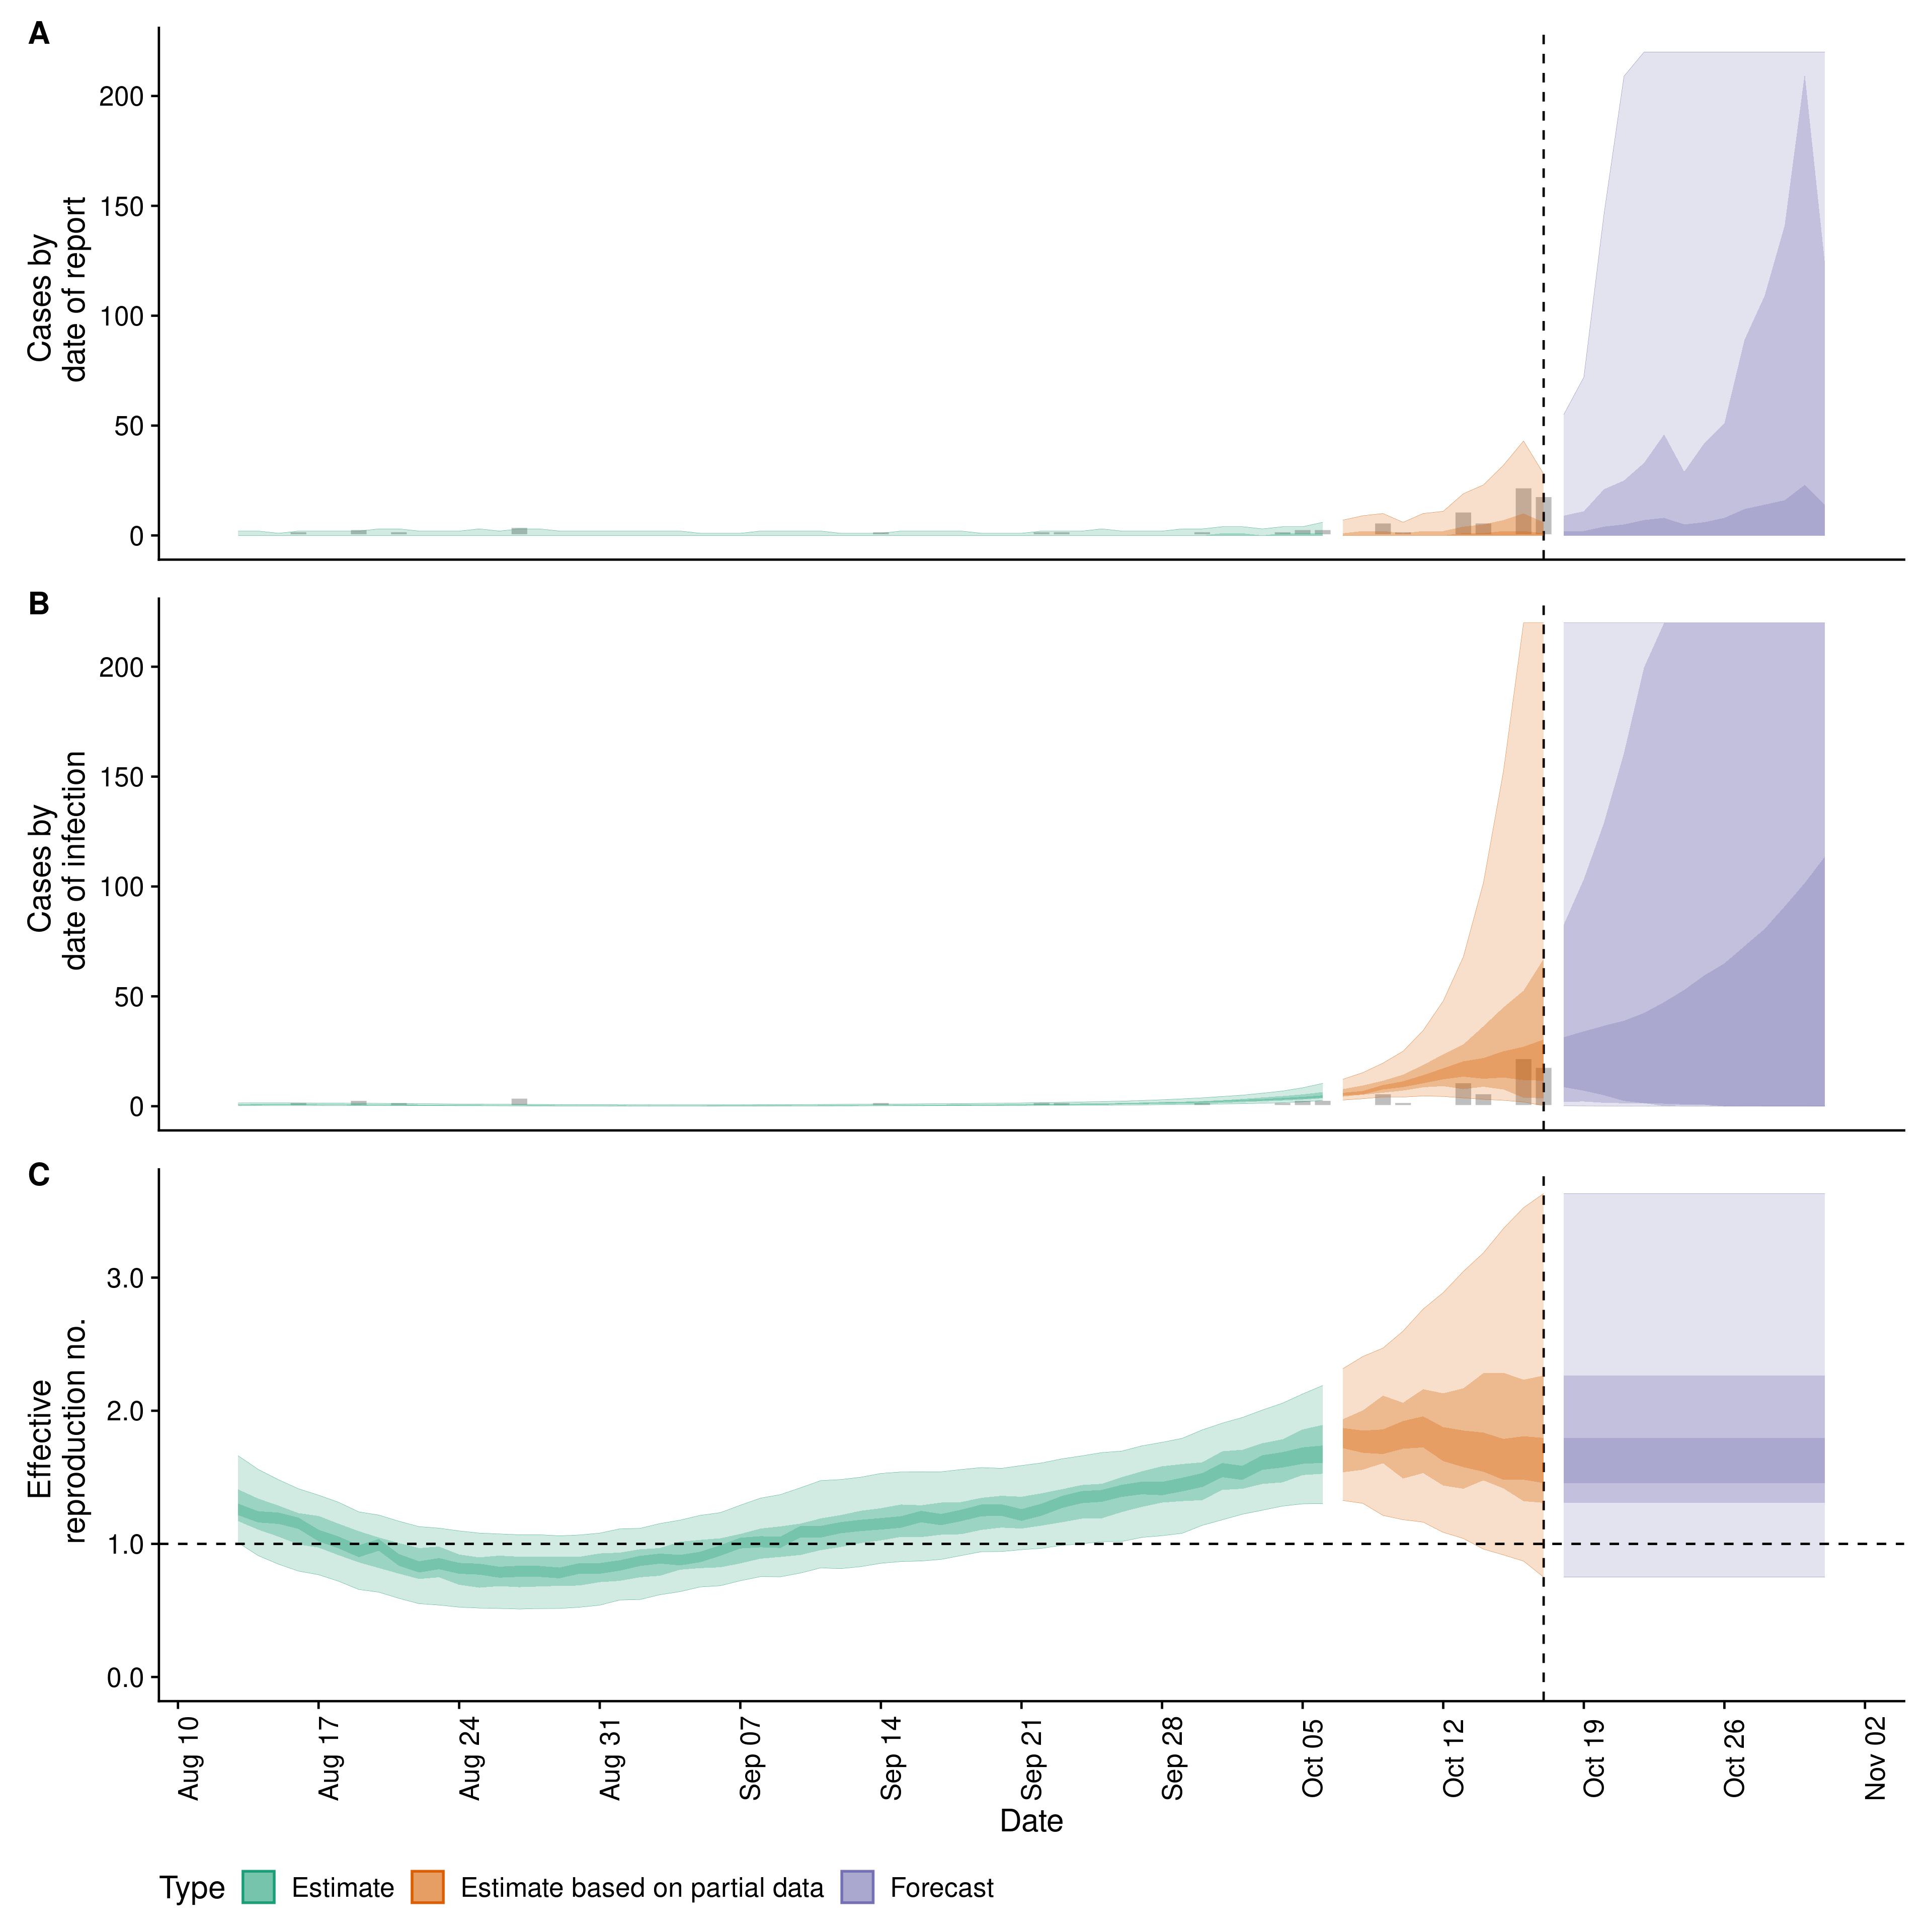 A
Cases by
date of report
200
150
100
50
0
B
Cases by
date of infection
200
150
100
50
0
C
Effective
reproduction no.
3.0
2.0
1.0
0.0
Aug 10
Aug 17
Aug 24
Aug 31
Sep 07
Sep 14
Sep 21
Sep 28
Oct 05
Oct 12
Oct 19
Oct 26
Nov 02
Date
Type Estimate Estimate based on partial data Forecast